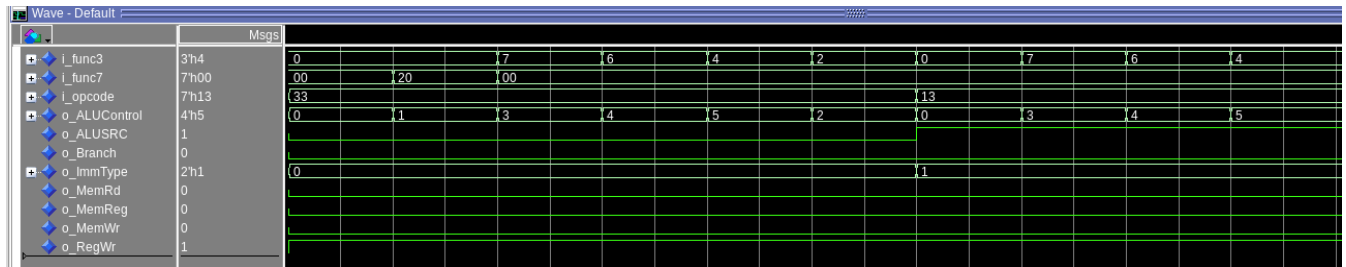 Wave - Default
Msgs
i_func3 3'h4 0 7 6 4 2 0 7 6 4
i_func7 7'h00 00 20 00
i_opcode 7'h13 33 13
o_ALUControl 4'h5 0 1 3 4 5 2 0 3 4 5
o_ALUSRC 1
o_Branch 0
o_ImmType 2'h1 0 1
o_MemRd 0
o_MemReg 0
o_MemWr 0
o_RegWr 1